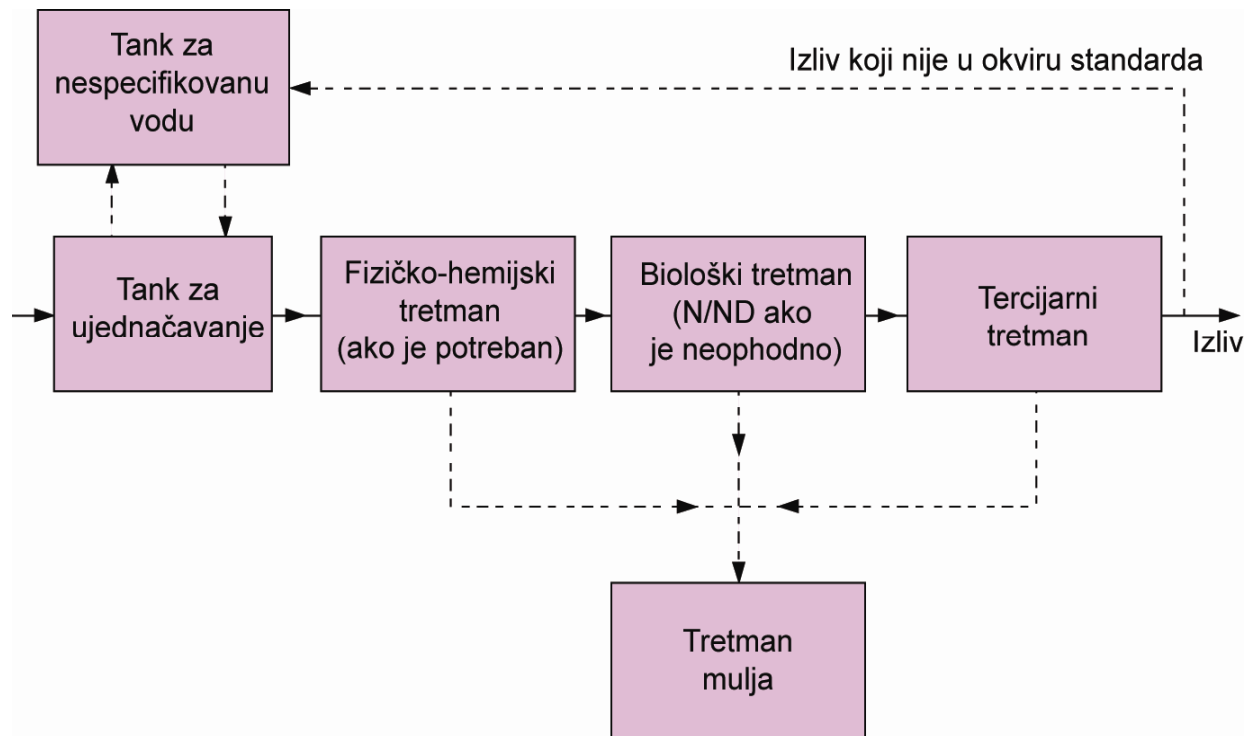 Tank za
nespecifikovanu
vodu
Izliv koji nije u okviru standarda
Tank za
ujednačavanje
Fizičko-hemijski
tretman
(ako je potreban)
Biološki tretman
(N/ND ako
je neophodno)
Tercijarni
tretman
Izliv
Tretman
mulja